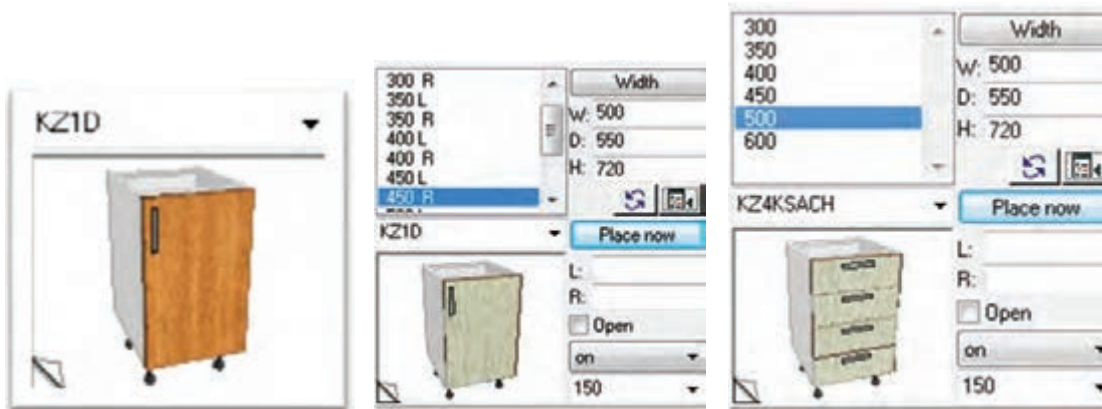 KZ1D
300 R
350 L
350 R
400 L
400 R
450 L
450 R
Width
W: 500
D: 550
H: 720
KZ1D
Place now
L:
R:
Open
on
150
300
350
400
450
500
600
Width
W: 500
D: 550
H: 720
KZ4KSACH
Place now
L:
R:
Open
on
150